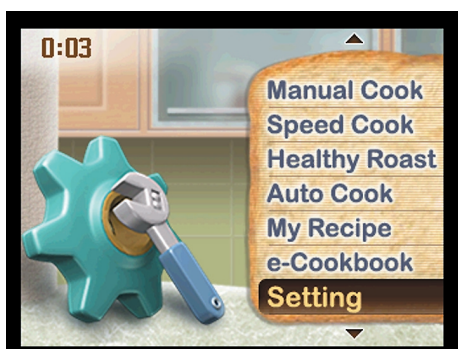 0:03
Manual Cook
Speed Cook
Healthy Roast
Auto Cook
My Recipe
e-Cookbook
Setting